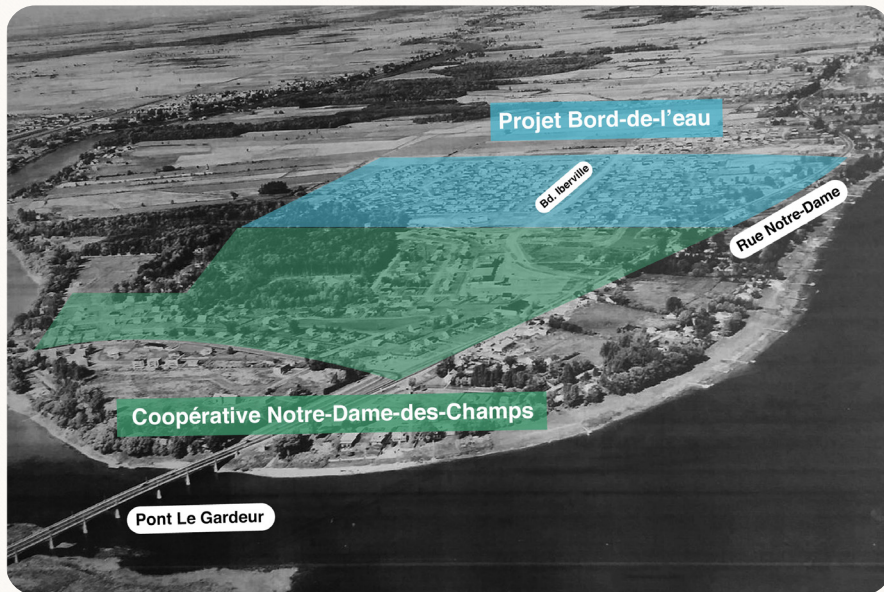 Projet Bord-de-l'eau
Bd. Iberville
Rue Notre-Dame
Coopérative Notre-Dame-des-Champs
Pont Le Gardeur